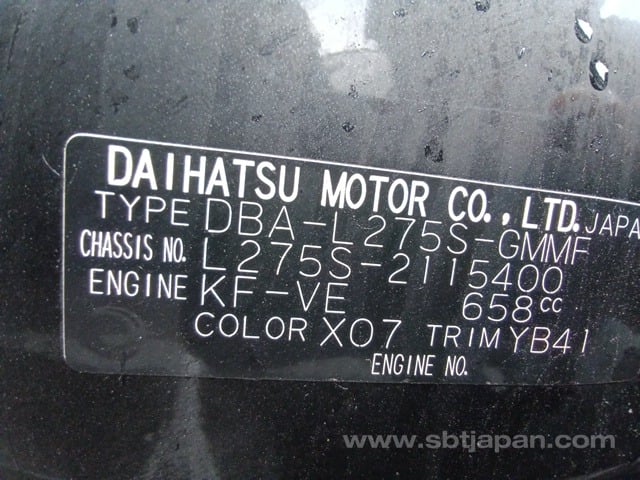 DAIHATSU MOTOR CO., LTD. JAPA
TYPE DBA-L275S-GMMF
CHASSIS NO. L275S-2115400
ENGINE KF-VE 658cc
COLOR X07 TRIM YB41
ENGINE NO.
www.sbtjapan.com